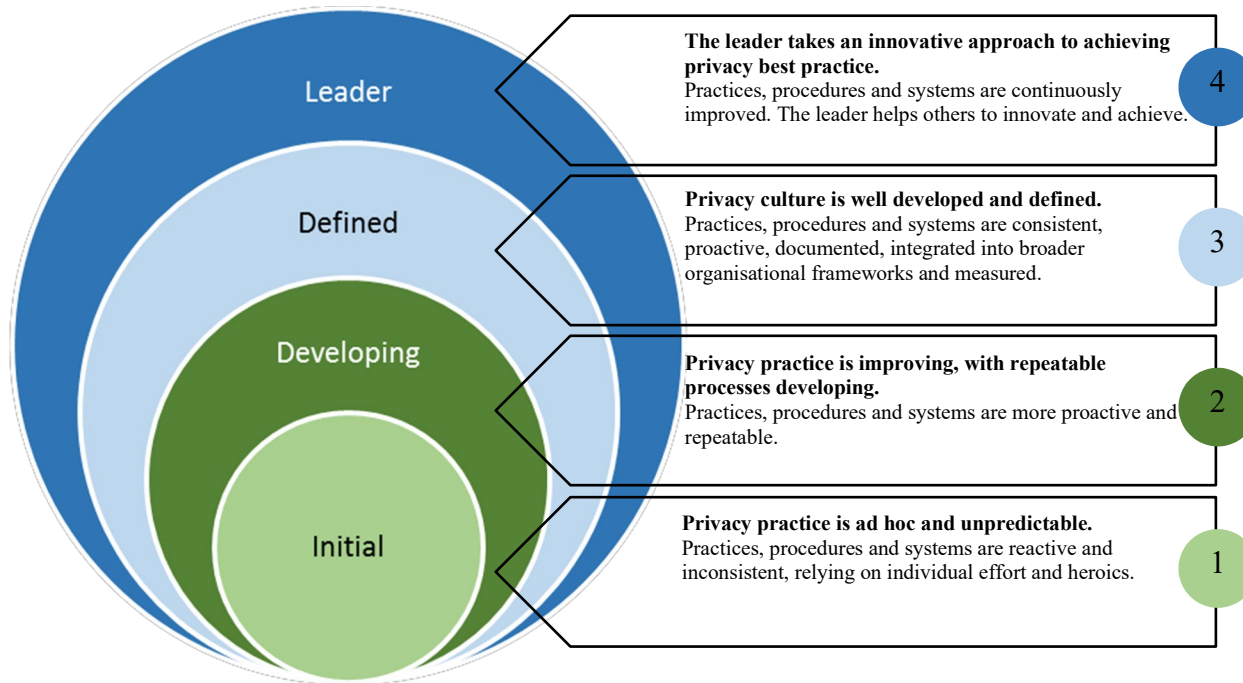 Leader
The leader takes an innovative approach to achieving
privacy best practice.
Practices, procedures and systems are continuously
improved. The leader helps others to innovate and achieve.
4
Defined
Privacy culture is well developed and defined.
Practices, procedures and systems are consistent,
proactive, documented, integrated into broader
organisational frameworks and measured.
3
Developing
Privacy practice is improving, with repeatable
processes developing.
Practices, procedures and systems are more proactive and
repeatable.
2
Initial
Privacy practice is ad hoc and unpredictable.
Practices, procedures and systems are reactive and
inconsistent, relying on individual effort and heroics.
1